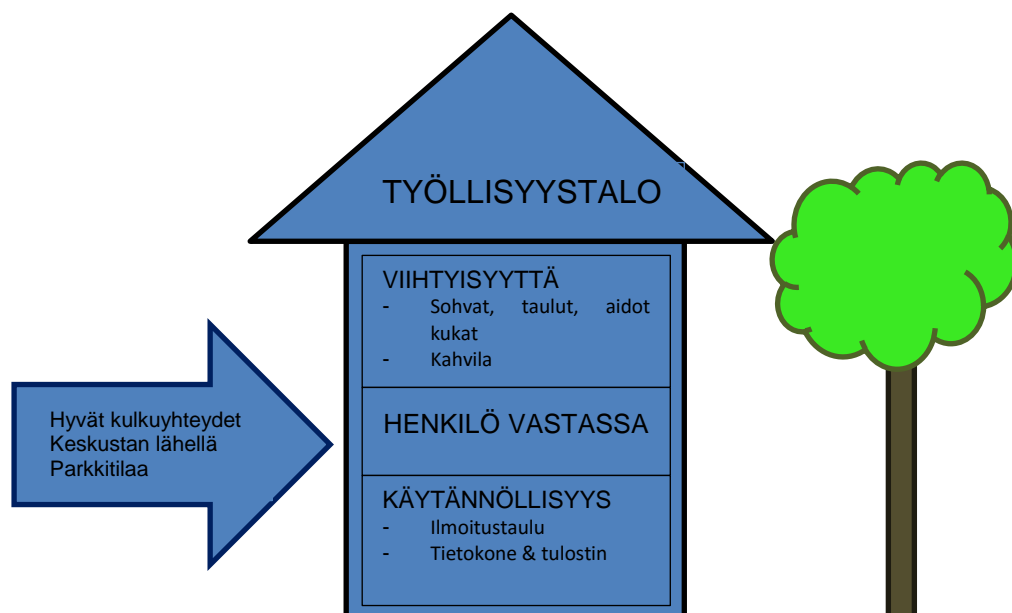 TYÖLLISYYSTALO
VIIHTYISYYTTÄ
- Sohvat, taulut, aidot
kukat
- Kahvila
HENKILÖ VASTASSA
KÄYTÄNNÖLLISYYS
- Ilmoitustaulu
- Tietokone & tulostin
Hyvät kulkuyhteydet
Keskustan lähellä
Parkkitilaa